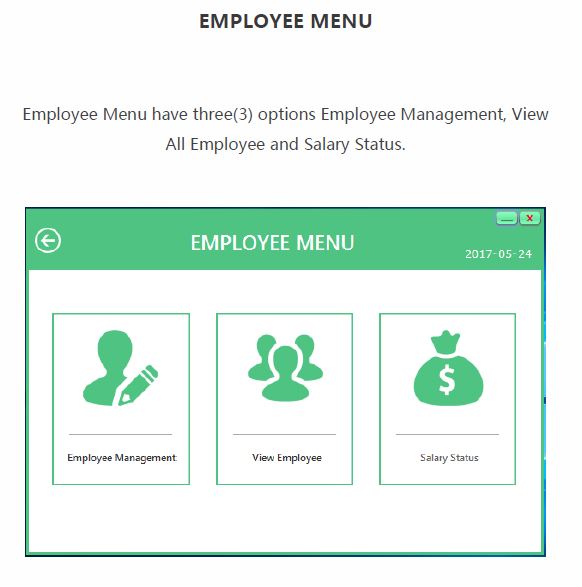 EMPLOYEE MENU
Employee Menu have three(3) options Employee Management, View
All Employee and Salary Status.
EMPLOYEE MENU
2017-05-24
$
Employee Management
View Employee
Salary Status